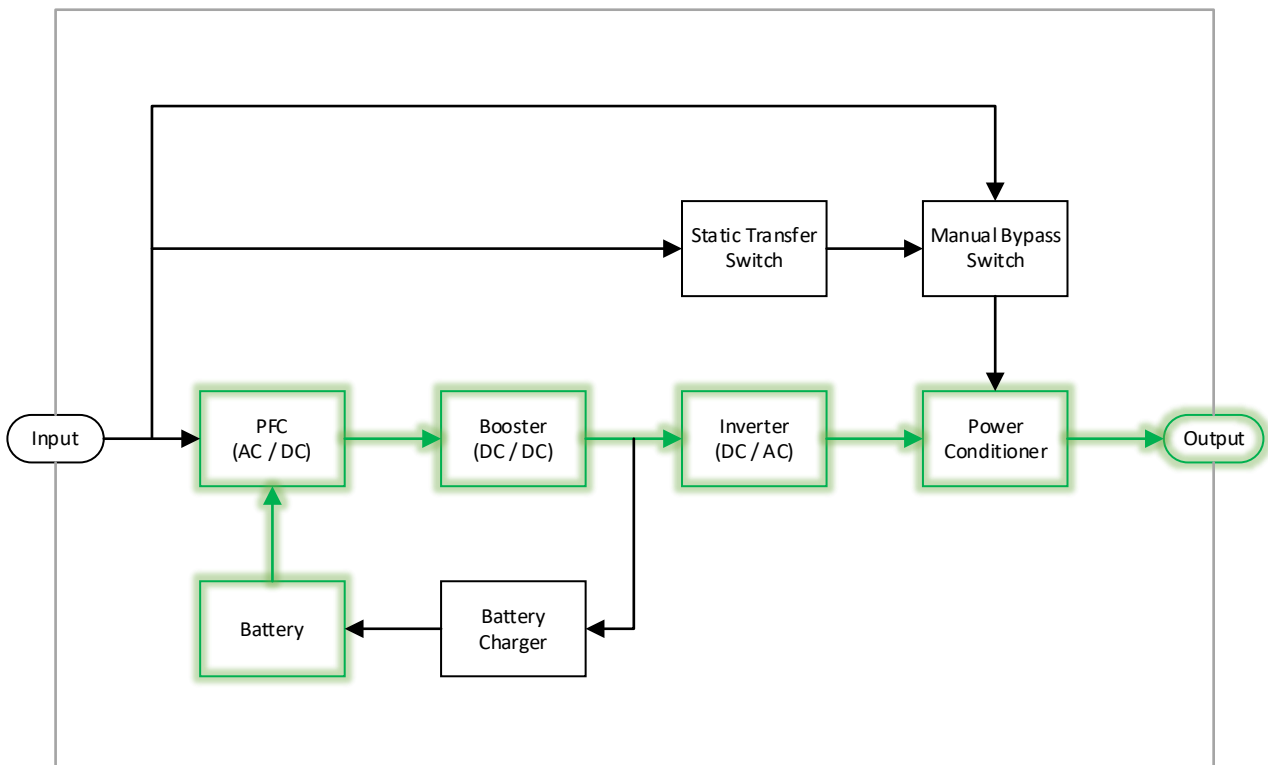 Static Transfer
Switch
Manual Bypass
Switch
Input
PFC
(AC / DC)
Booster
(DC / DC)
Inverter
(DC / AC)
Power
Conditioner
Output
Battery
Battery
Charger